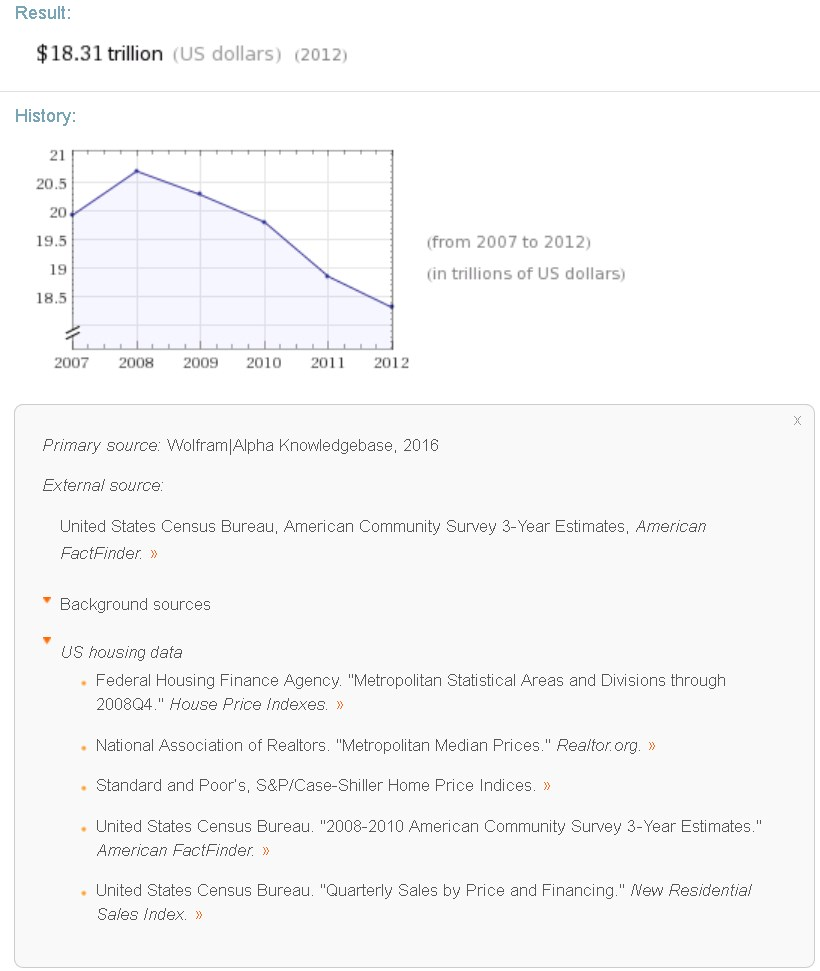 Result:
$18.31 trillion (US dollars) (2012)
History:
21
20.5
20
19.5
19
18.5
2007 2008 2009 2010 2011 2012
(from 2007 to 2012)
(in trillions of US dollars)
x
Primary source: Wolfram|Alpha Knowledgebase, 2016
External source:
United States Census Bureau, American Community Survey 3-Year Estimates, American
FactFinder. »
Background sources
US housing data
Federal Housing Finance Agency. "Metropolitan Statistical Areas and Divisions through
2008Q4." House Price Indexes. »
National Association of Realtors. "Metropolitan Median Prices." Realtor.org. »
Standard and Poor's, S&P/Case-Shiller Home Price Indices. »
United States Census Bureau. "2008-2010 American Community Survey 3-Year Estimates."
American FactFinder. »
United States Census Bureau. "Quarterly Sales by Price and Financing." New Residential
Sales Index. »